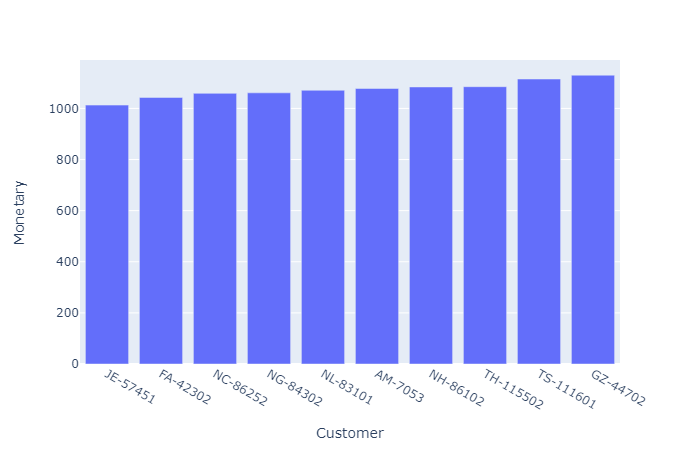 1000
800
600
400
200
0
Monetary
JE-57451
FA-42302
NC-86252
NG-84302
NL-83101
AM-7053
NH-86102
TH-115502
TS-111601
GZ-44702
Customer